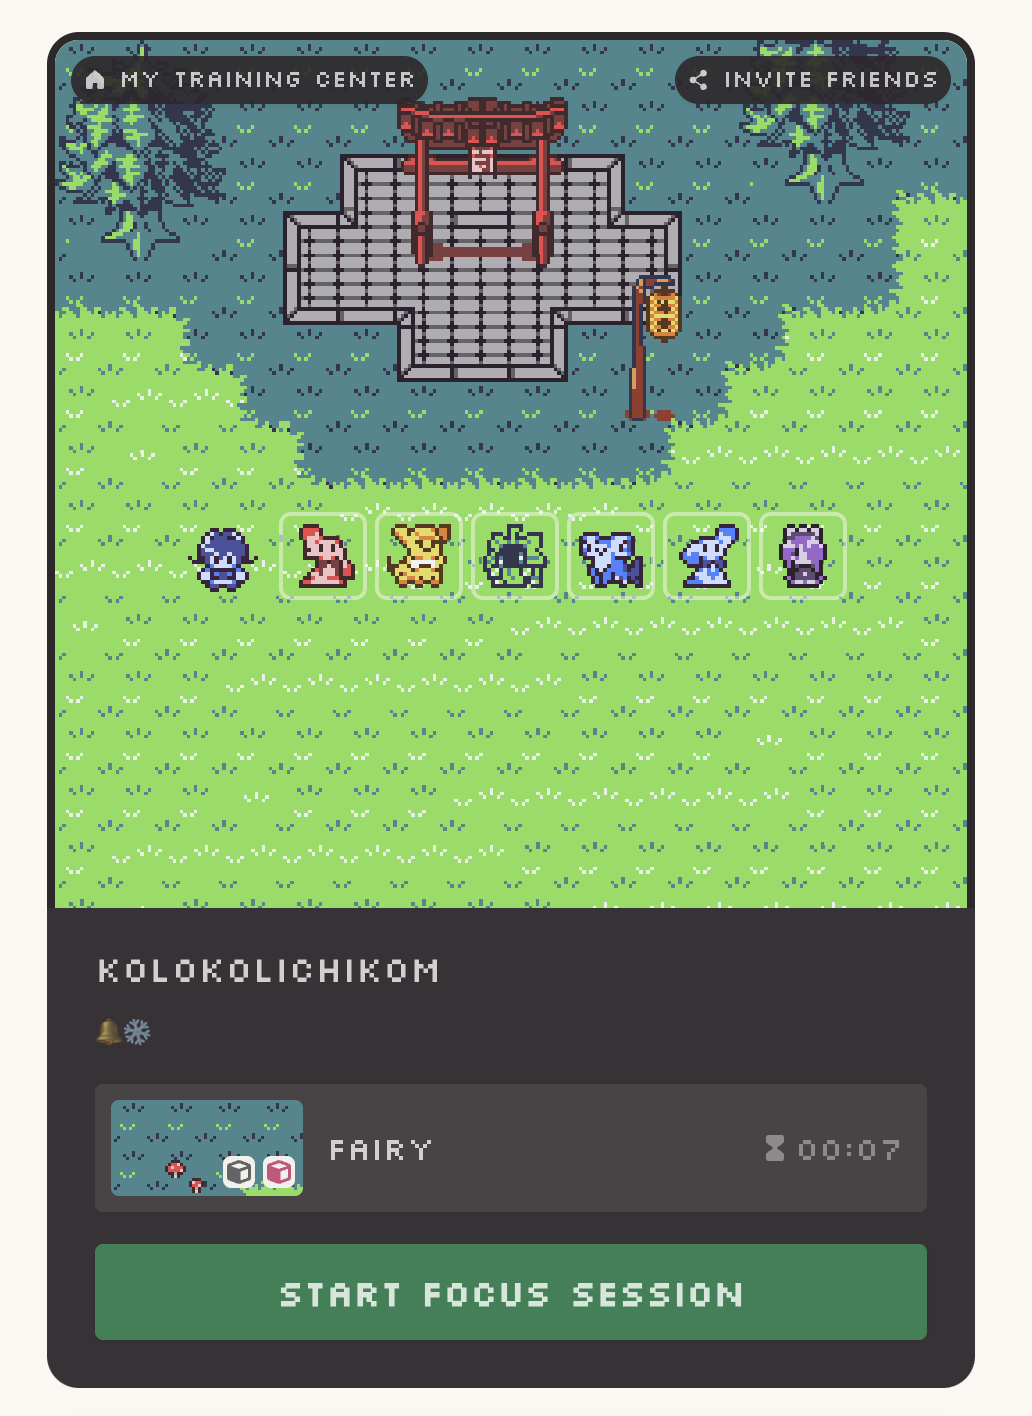 MY TRAINING CENTER
INVITE FRIENDS
KOLOKOLICHIKOM
FAIRY
00:07
START FOCUS SESSION